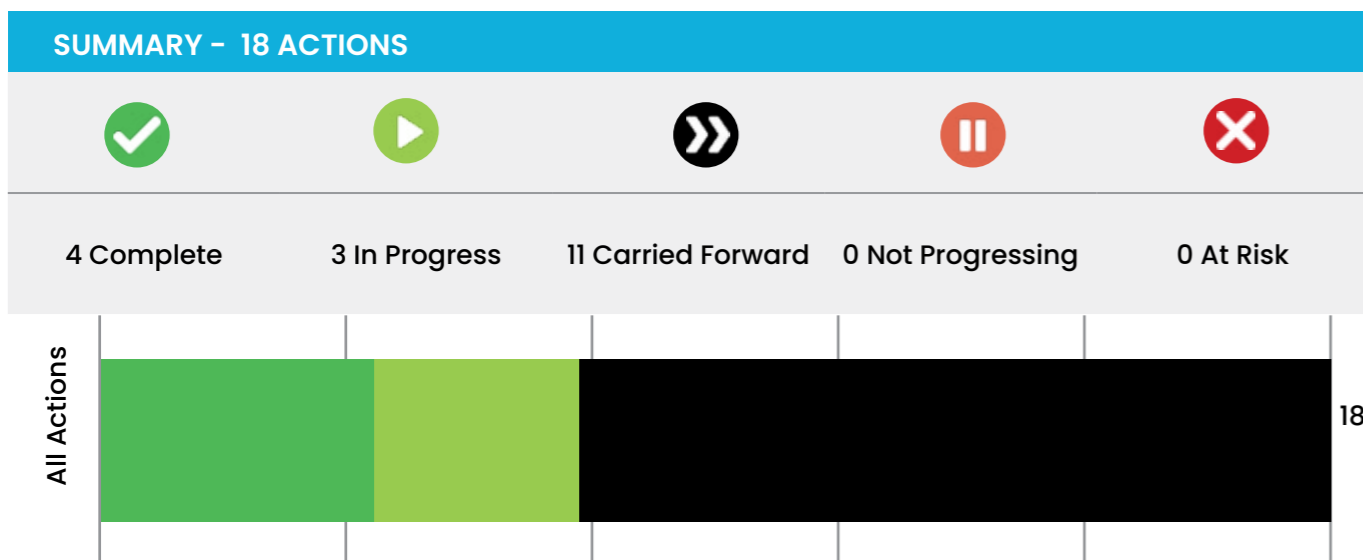 SUMMARY - 18 ACTIONS
4 Complete
3 In Progress
11 Carried Forward
0 Not Progressing
0 At Risk
All Actions
18